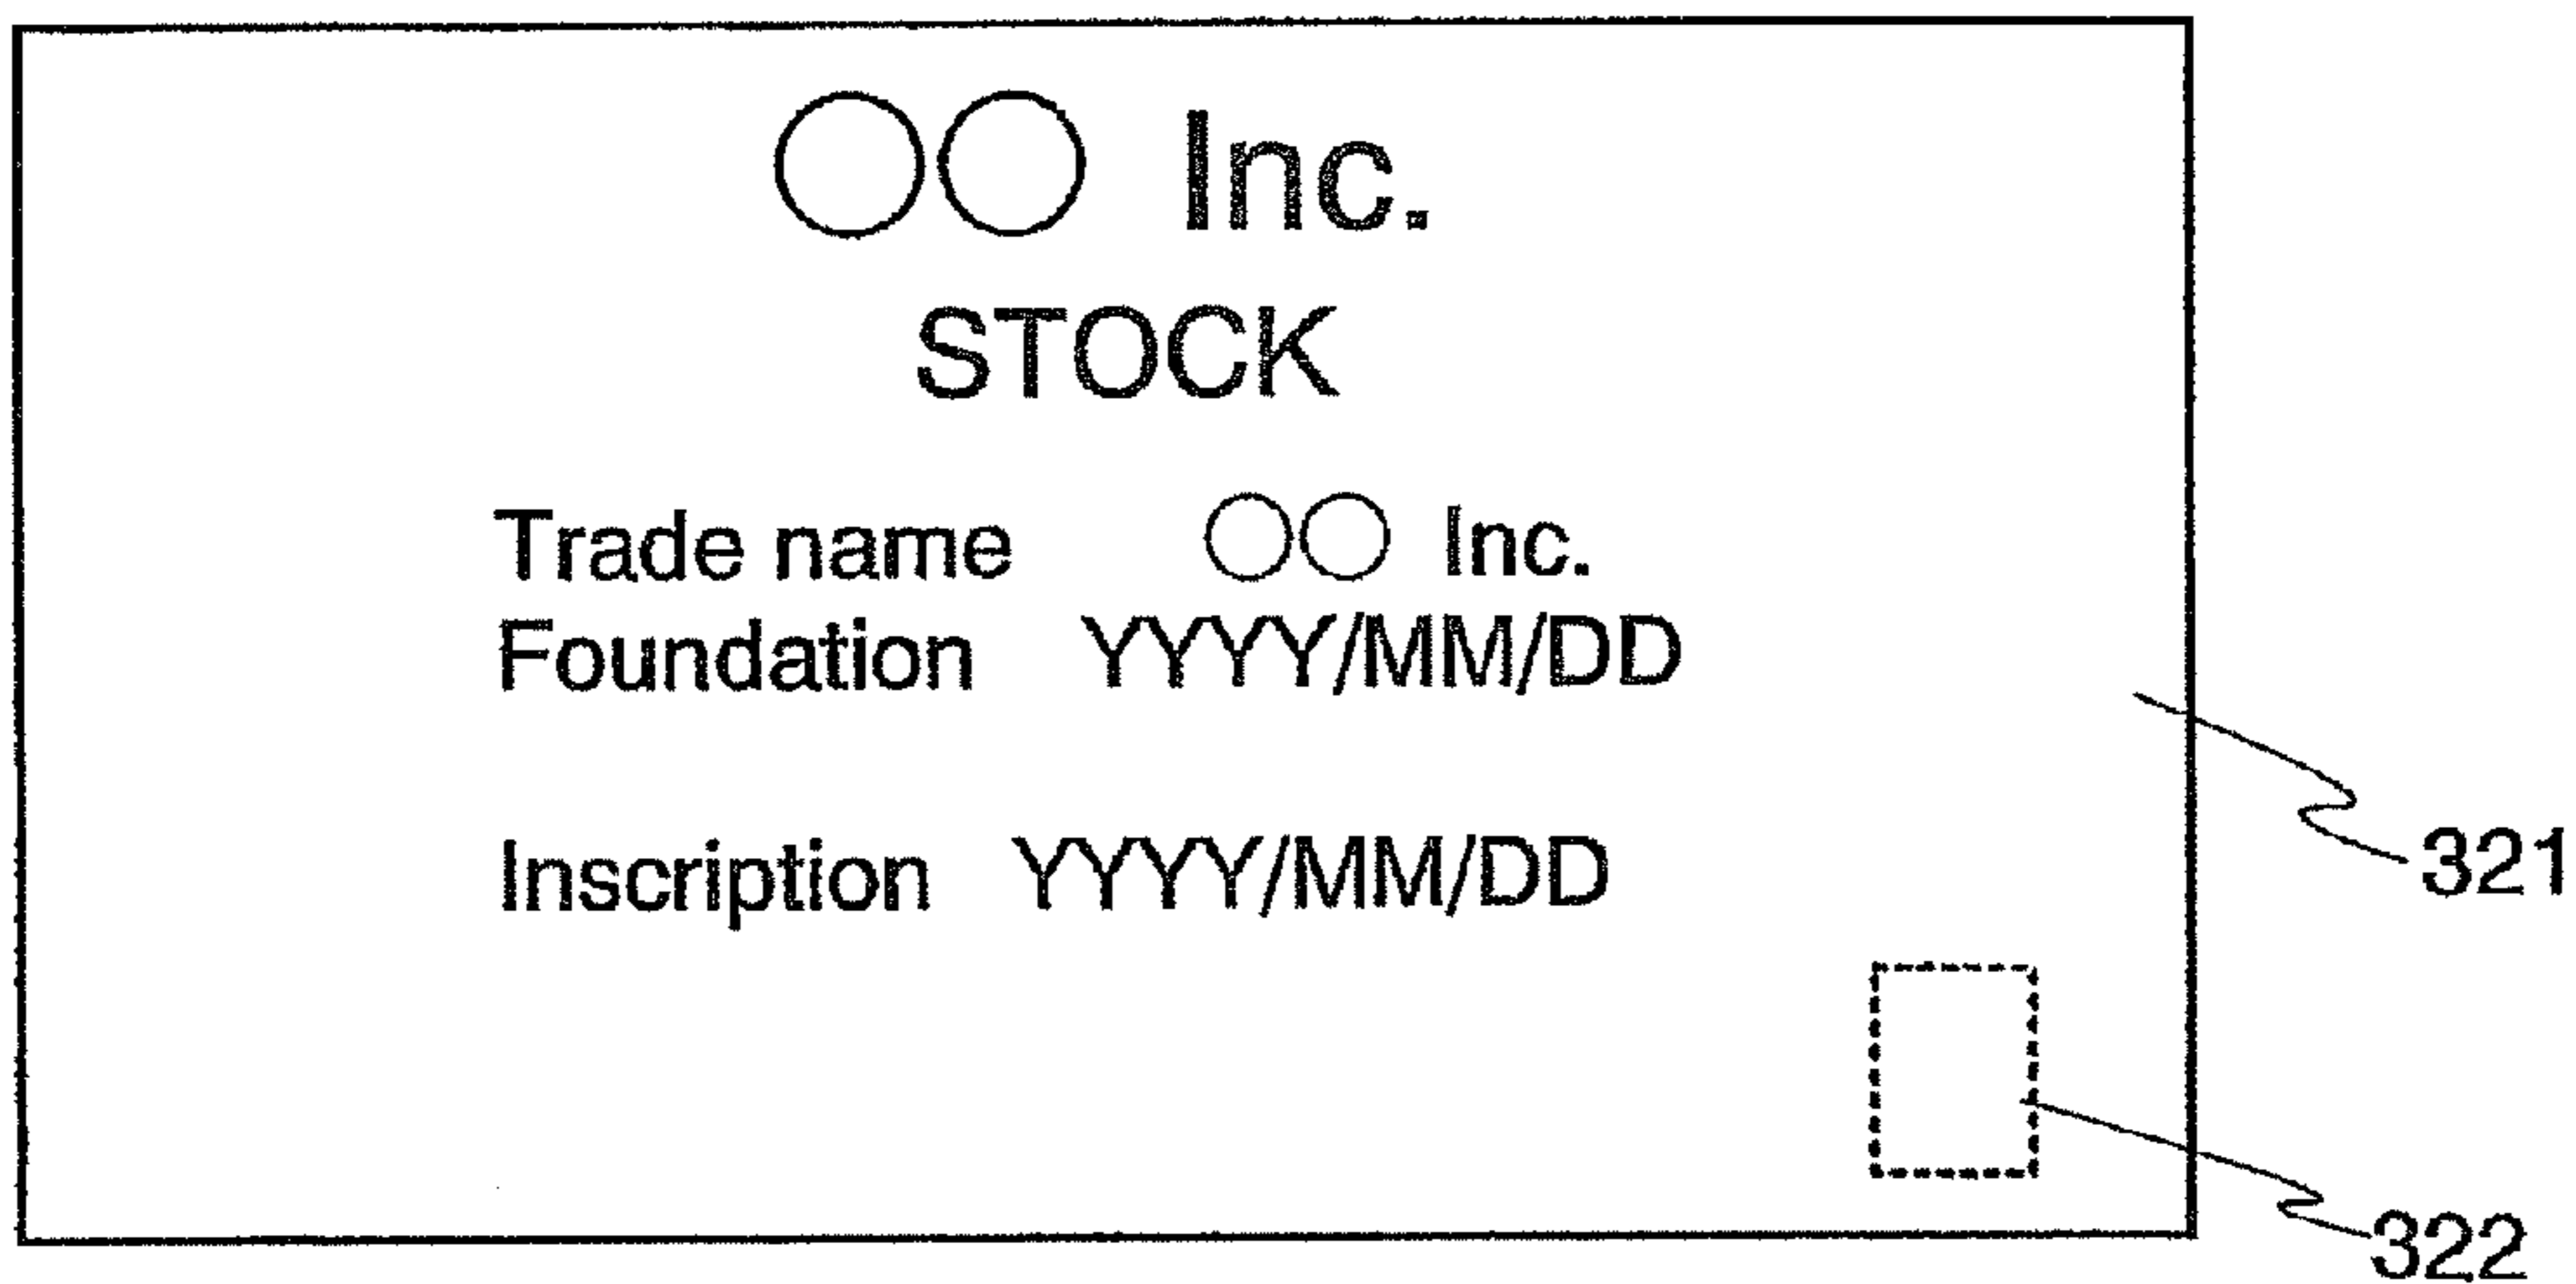 ○○ Inc.
STOCK
Trade name ○○ Inc.
Foundation YYYY/MM/DD
Inscription YYYY/MM/DD
321
322